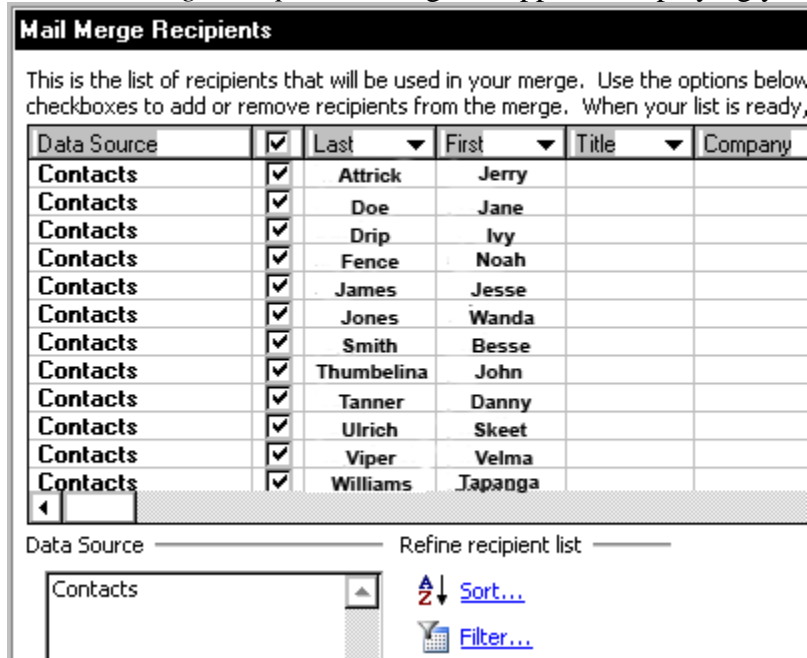 Mail Merge Recipients
This is the list of recipients that will be used in your merge. Use the options below
checkboxes to add or remove recipients from the merge. When your list is ready,
Data Source Last First Title Company
Contacts Attrick Jerry
Contacts Doe Jane
Contacts Drip Ivy
Contacts Fence Noah
Contacts James Jesse
Contacts Jones Wanda
Contacts Smith Besse
Contacts Thumbelina John
Contacts Tanner Danny
Contacts Ulrich Skeet
Contacts Viper Velma
Contacts Williams Tapanga
Data Source Refine recipient list
Contacts Sort...
Filter...